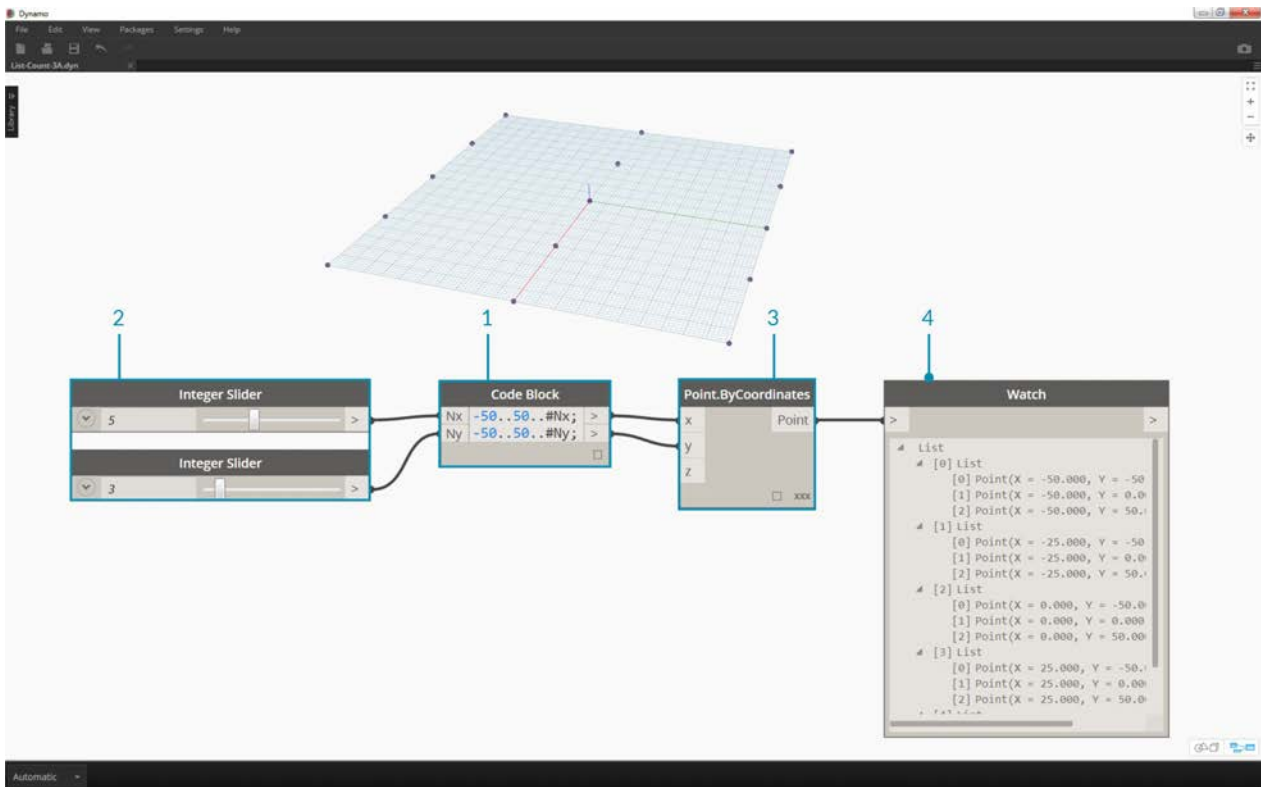 Dynamo
File Edit View Packages Settings Help
List-Count-3A.dyn
Library
2
1
3
4
Integer Slider
5 >
Integer Slider
3 >
Code Block
Nx -50..50..#Nx; >
Ny -50..50..#Ny; >
Point.ByCoordinates
x Point
y
z
xxx
Watch
> >
List
[0] List
[0] Point(X = -50.000, Y = -50
[1] Point(X = -50.000, Y = 0.0
[2] Point(X = -50.000, Y = 50.
[1] List
[0] Point(X = -25.000, Y = -50
[1] Point(X = -25.000, Y = 0.0
[2] Point(X = -25.000, Y = 50.
[2] List
[0] Point(X = 0.000, Y = -50.0
[1] Point(X = 0.000, Y = 0.000
[2] Point(X = 0.000, Y = 50.00
[3] List
[0] Point(X = 25.000, Y = -50.
[1] Point(X = 25.000, Y = 0.00
[2] Point(X = 25.000, Y = 50.0
Automatic